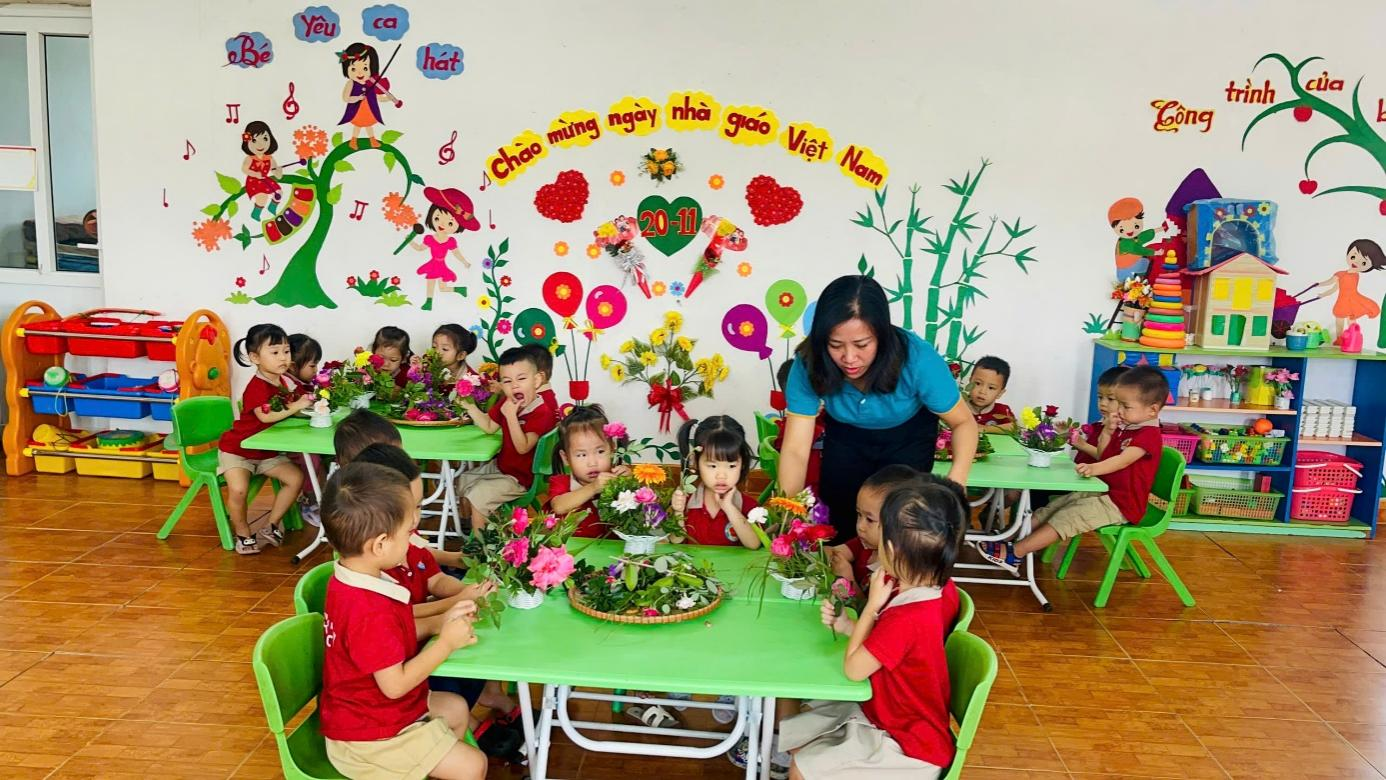 Bé Yêu ca hát
Chào mừng ngày nhà giáo Việt Nam
20-11
Công trình của